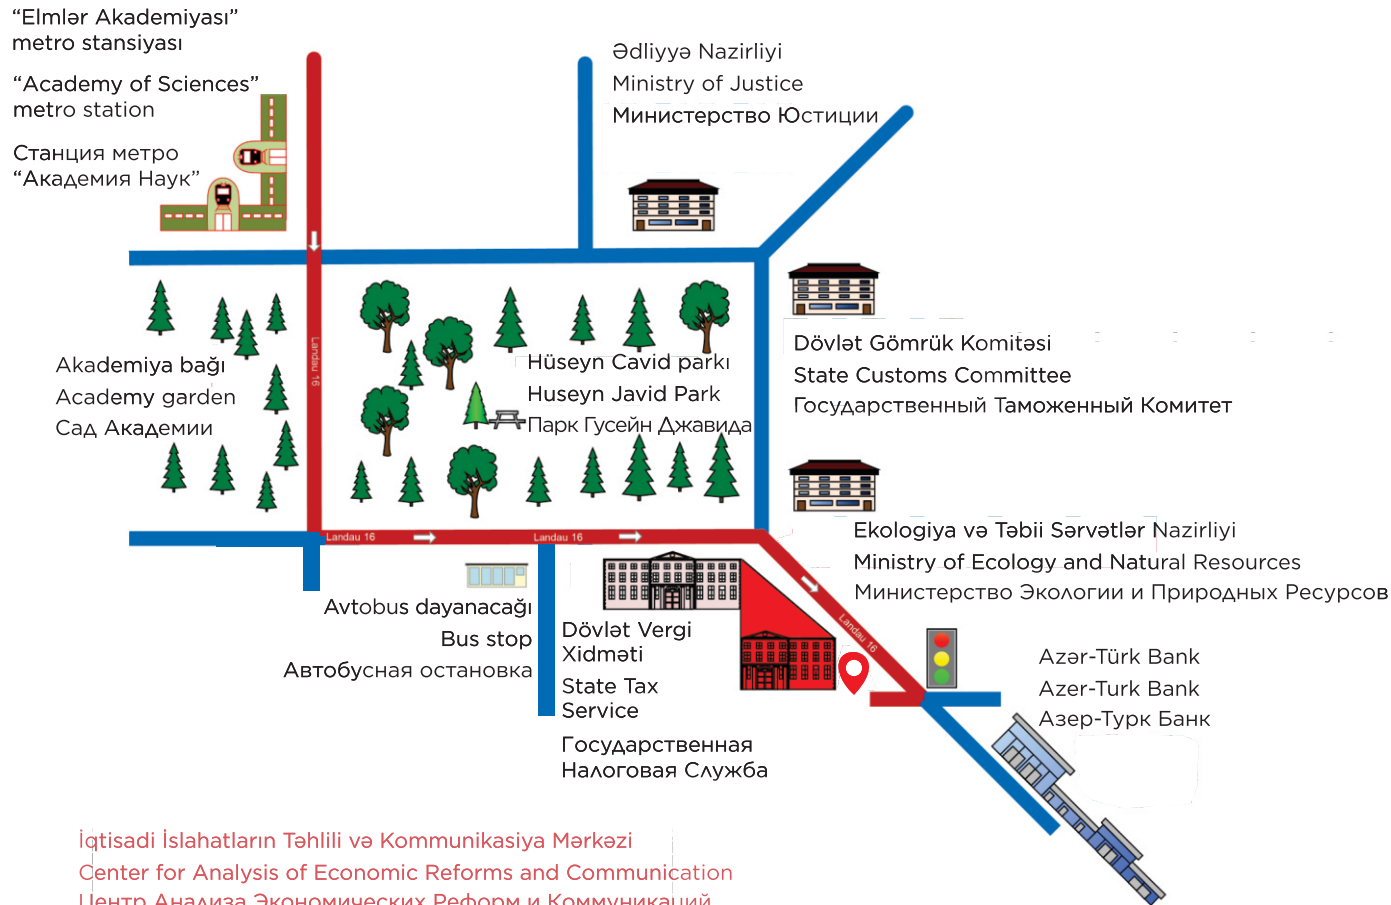 “Elmlər Akademiyası”
metro stansiyası
“Academy of Sciences”
metro station
Станция метро
“Академия Наук”
Ədliyyə Nazirliyi
Ministry of Justice
Министерство Юстиции
Landau 16
Akademiya bağı
Academy garden
Сад Академии
Hüseyn Cavid parkı
Huseyn Javid Park
Парк Гусейн Джавида
Dövlət Gömrük Komitəsi
State Customs Committee
Государственный Таможенный Комитет
Landau 16
Landau 16
Ekologiya və Təbii Sərvətlər Nazirliyi
Ministry of Ecology and Natural Resources
Министерство Экологии и Природных Ресурсов
Landau 16
Avtobus dayanacağı
Bus stop
Автобусная остановка
Dövlət Vergi
Xidməti
State Tax
Service
Государственная
Налоговая Служба
Azər-Türk Bank
Azer-Turk Bank
Азер-Турк Банк
İqtisadi İslahatların Təhlili və Kommunikasiya Mərkəzi
Center for Analysis of Economic Reforms and Communication
Центр Анализа Экономических Реформ и Коммуникаций